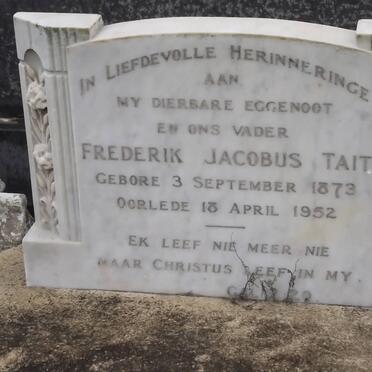 IN LIEFDEVOLLE HERINNERINGE
AAN
MY DIERBARE EGGENOOT
EN ONS VADER
FREDERIK JACOBUS TAIT
GEBORE 3 SEPTEMBER 1873
OORLEDE 18 APRIL 1952
EK LEEF NIE MEER NIE
MAAR CHRISTUS LEEF IN MY